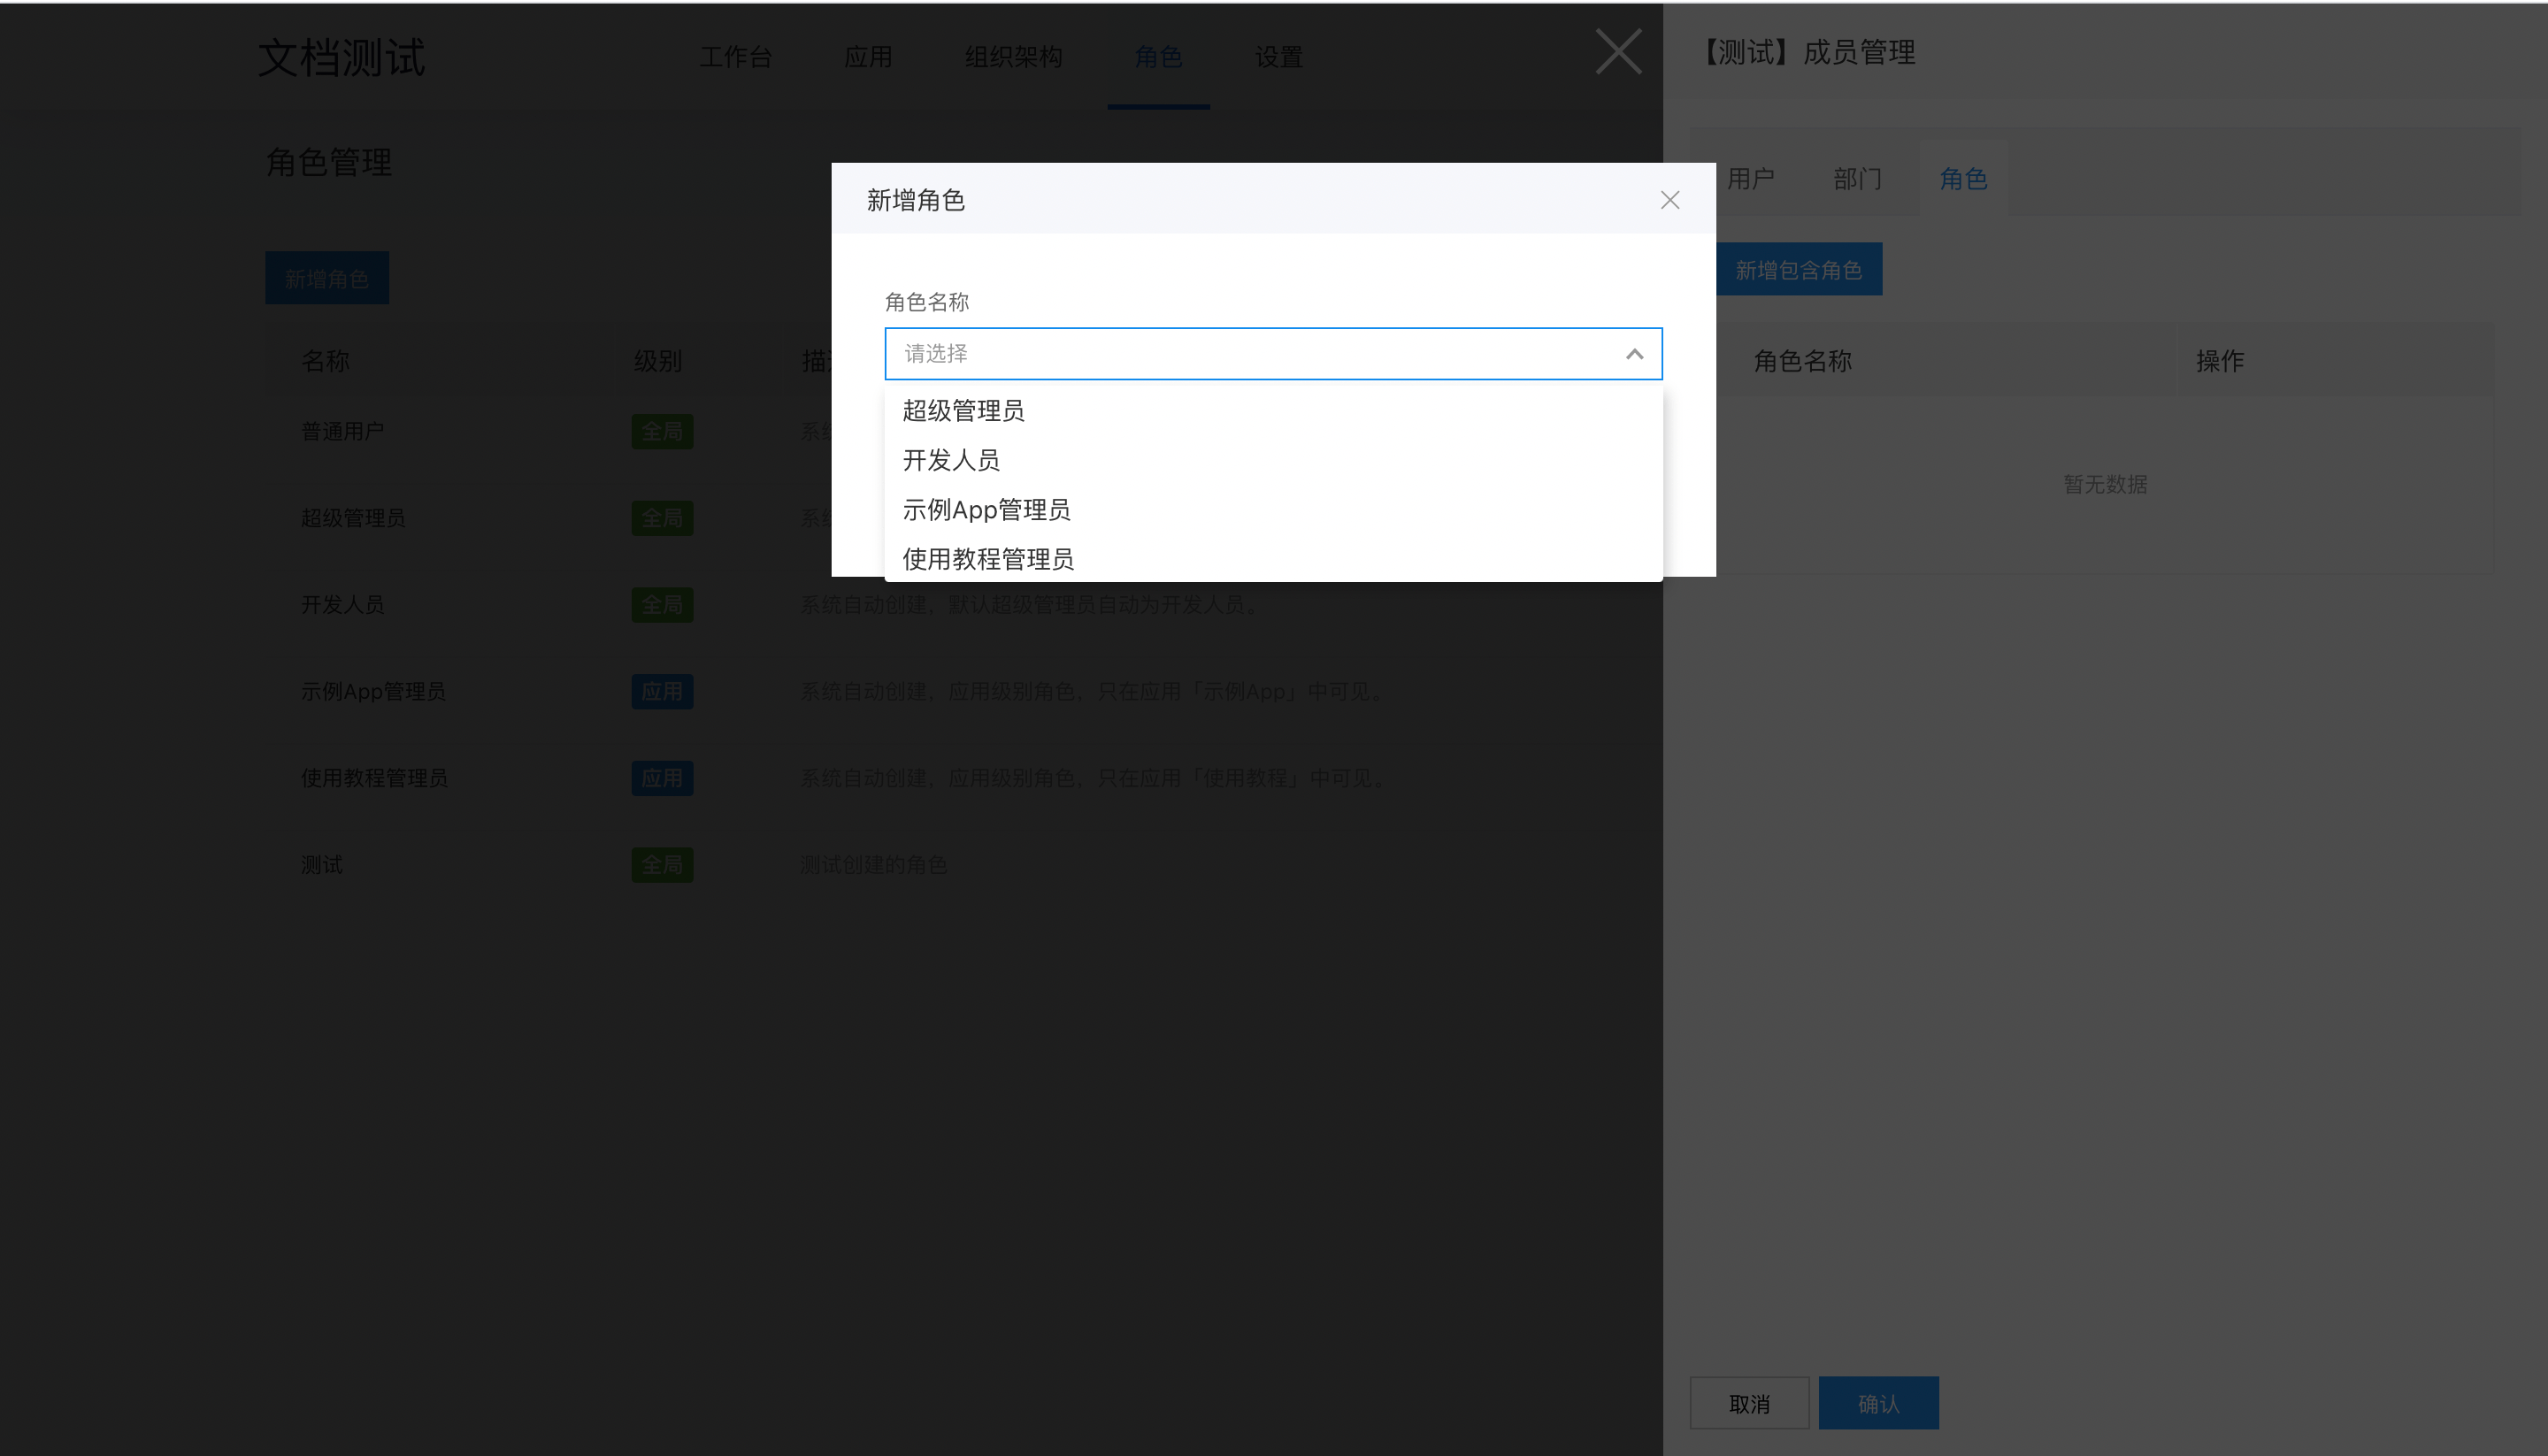 文档测试
工作台 应用 组织架构 角色 设置
【测试】成员管理
角色管理
新增角色
名称 级别
普通用户 全局 系
超级管理员 全局 系
开发人员 全局 系统自动创建，默认超级管理员自动为开发人员。
示例App管理员 应用 系统自动创建，应用级别角色，只在应用「示例App」中可见。
使用教程管理员 应用 系统自动创建，应用级别角色，只在应用「使用教程」中可见。
测试 全局 测试创建的角色
新增角色
角色名称
请选择
超级管理员
开发人员
示例App管理员
使用教程管理员
用户 部门 角色
新增包含角色
角色名称 操作
暂无数据
取消 确认